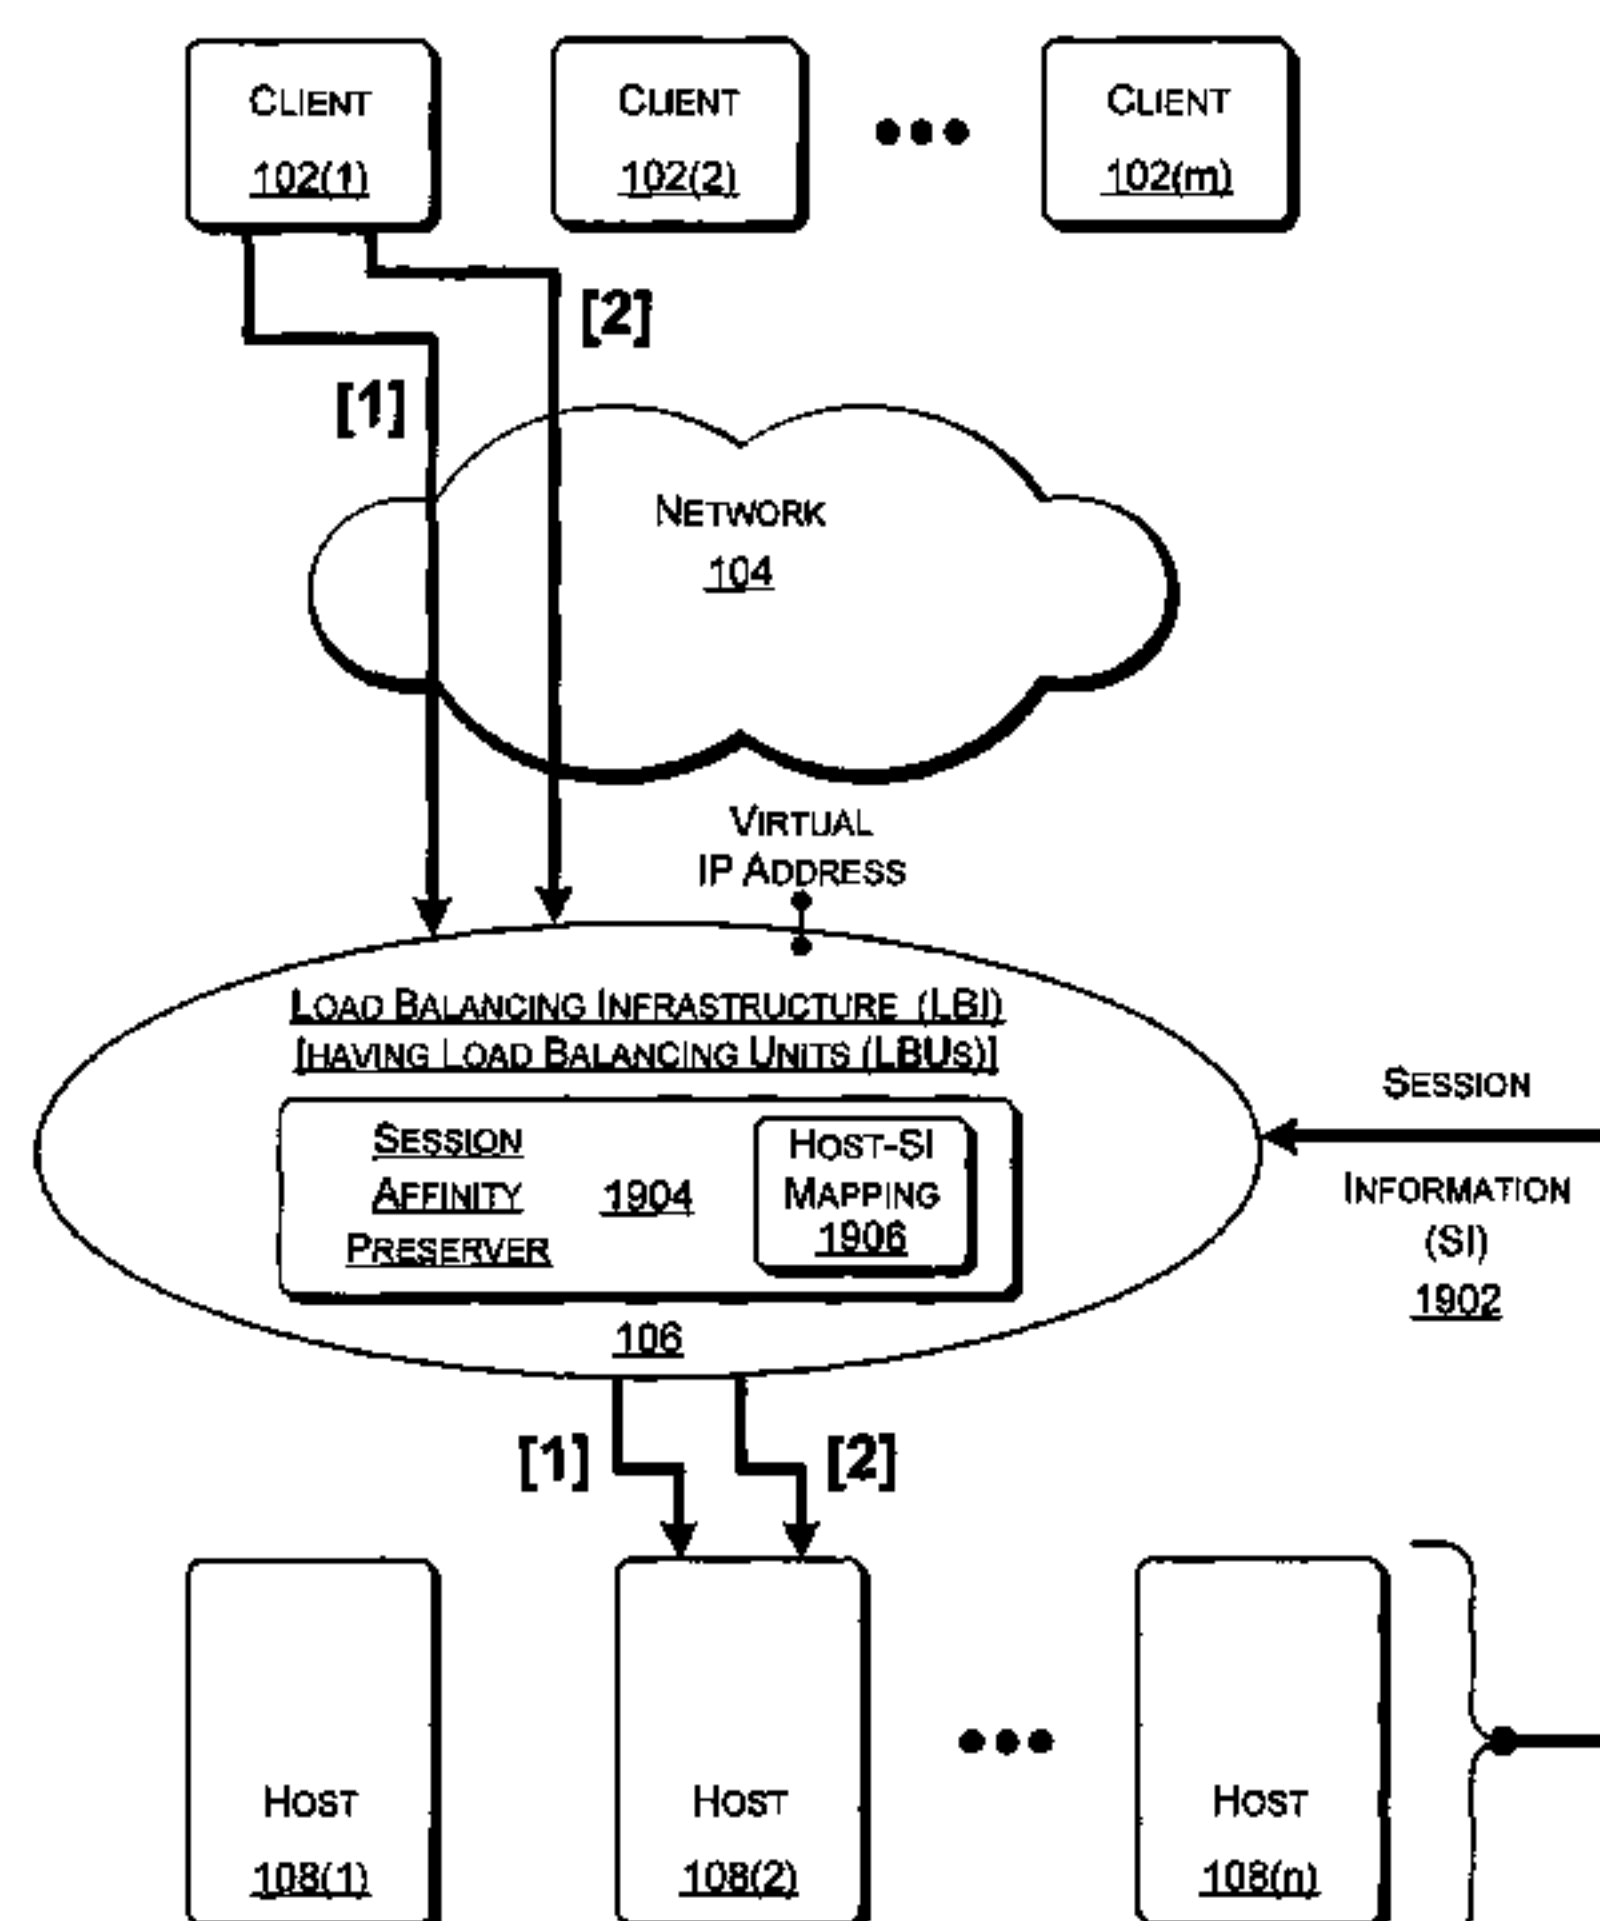 CLIENT
102(1)
CLIENT
102(2)
CLIENT
102(m)
[2]
[1]
NETWORK
104
VIRTUAL
IP ADDRESS
LOAD BALANCING INFRASTRUCTURE (LBI)
[HAVING LOAD BALANCING UNITS (LBUS)]
SESSION
AFFINITY
PRESERVER
1904
HOST-SI
MAPPING
1906
106
SESSION
INFORMATION
(SI)
1902
[1]
[2]
HOST
108(1)
HOST
108(2)
HOST
108(n)